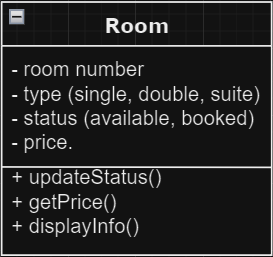 Room
- room number
- type (single, double, suite)
- status (available, booked)
- price.
+ updateStatus()
+ getPrice()
+ displayInfo()